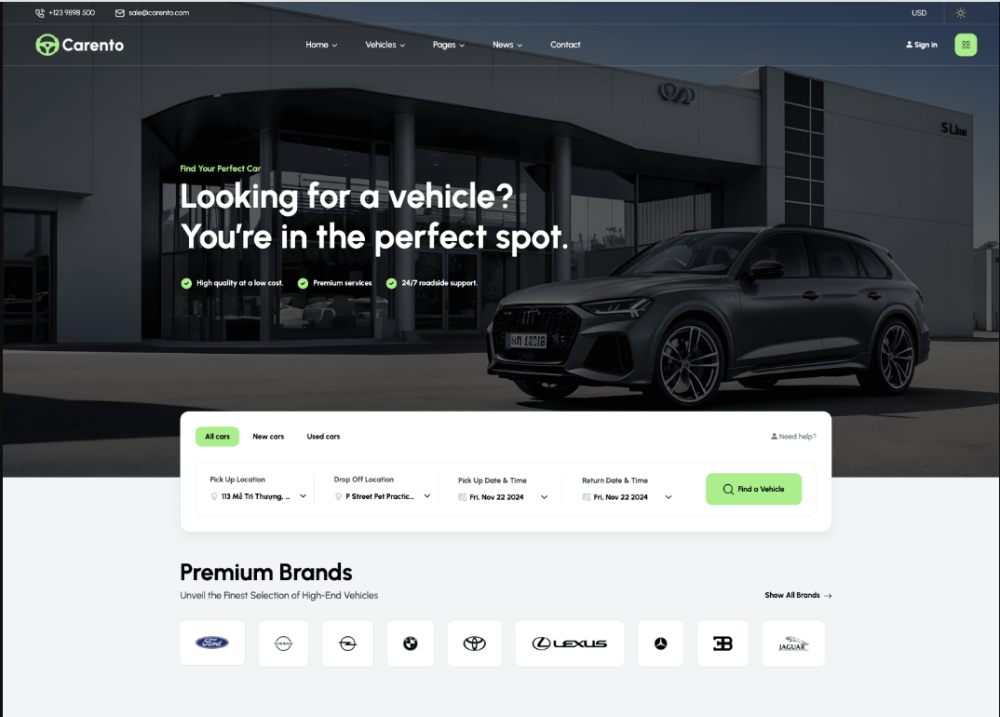 +123 9898 500
sale@carento.com
USD
Carento
Home
Vehicles
Pages
News
Contact
Sign in
S Line
Find Your Perfect Car
Looking for a vehicle?
You're in the perfect spot.
High quality at a low cost.
Premium services
24/7 roadside support.
All cars
New cars
Used cars
Need help?
Pick Up Location
Drop Off Location
Pick Up Date & Time
Return Date & Time
113 Mễ Trì Thượng, ...
P Street Pet Practic...
Fri, Nov 22 2024
Fri, Nov 22 2024
Find a Vehicle
Premium Brands
Unveil the Finest Selection of High-End Vehicles
Show All Brands
Ford
LEXUS
JAGUAR